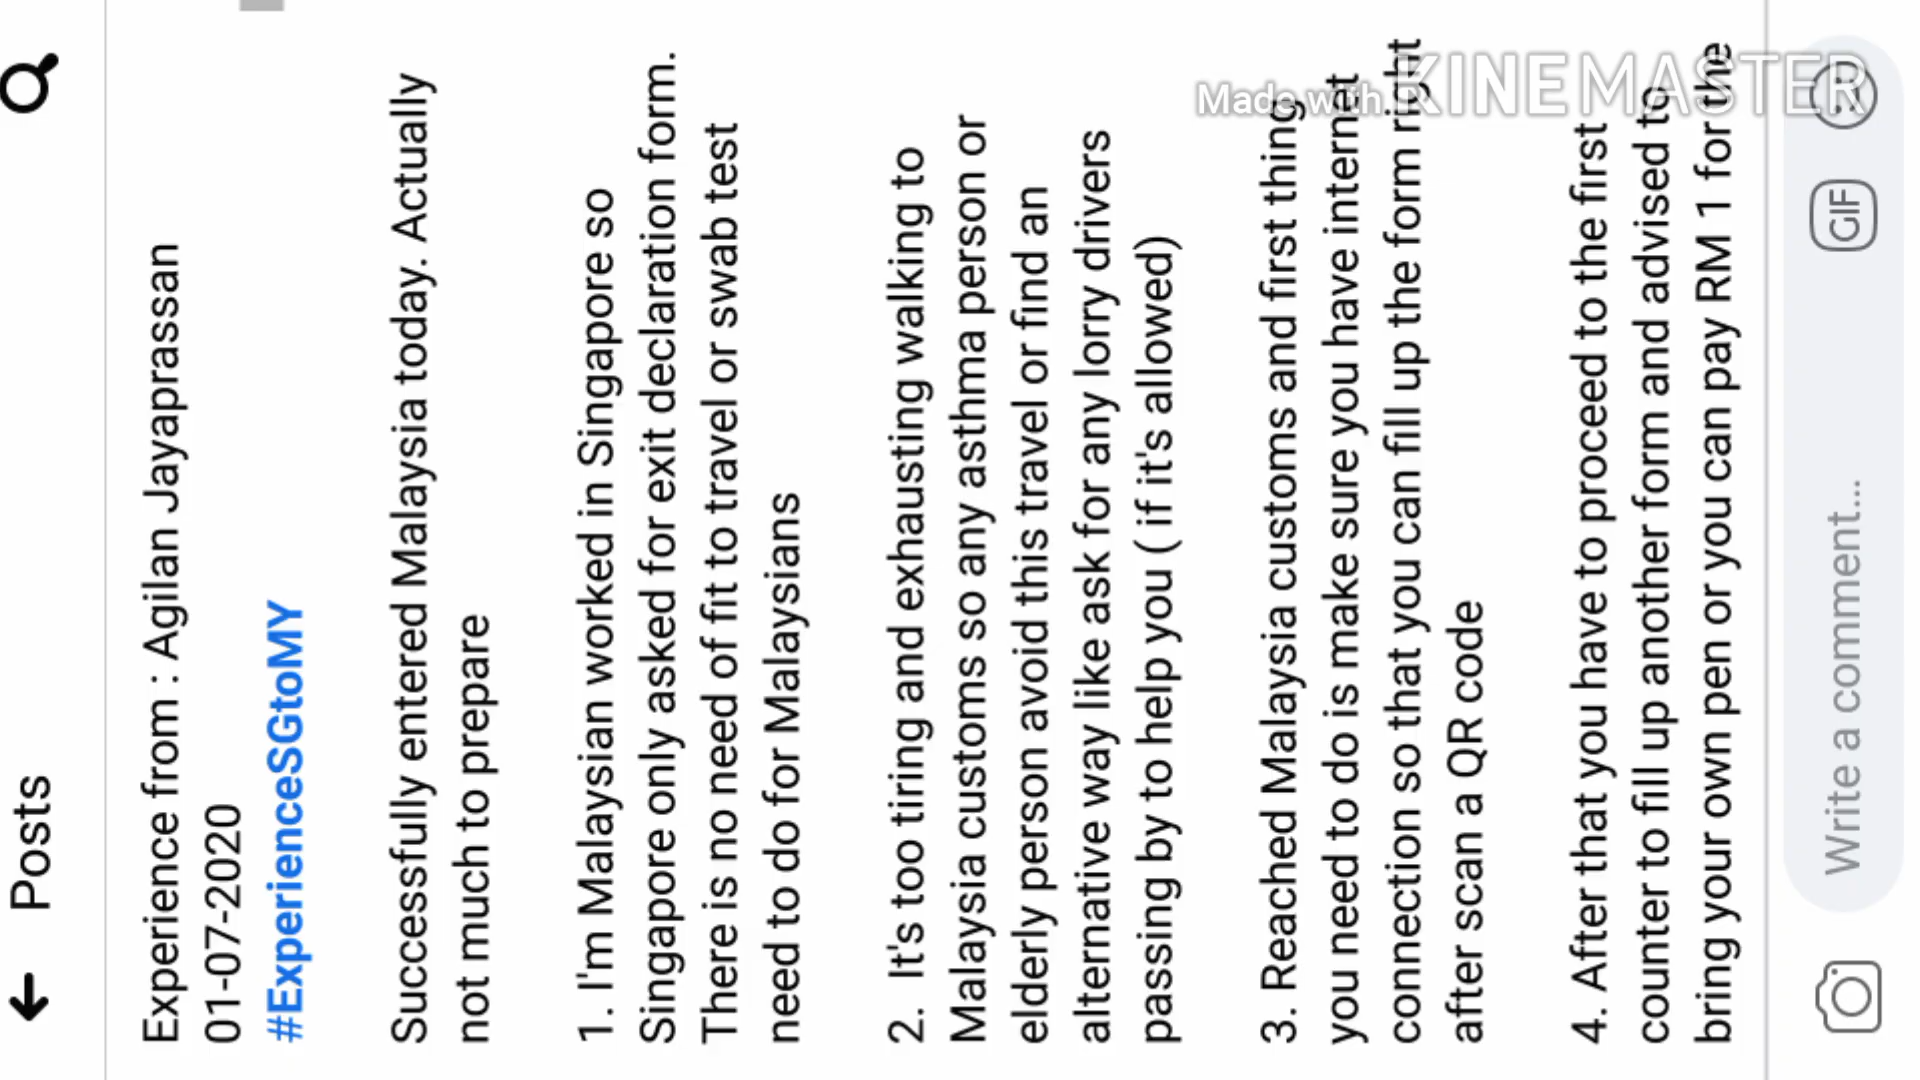 Posts
Experience from : Agilan Jayaprassan
01-07-2020
#ExperienceSGtoMY
Successfully entered Malaysia today. Actually
not much to prepare
1. I'm Malaysian worked in Singapore so
Singapore only asked for exit declaration form.
There is no need of fit to travel or swab test
need to do for Malaysians
2.  It's too tiring and exhausting walking to
Malaysia customs so any asthma person or
elderly person avoid this travel or find an
alternative way like ask for any lorry drivers
passing by to help you ( if it's allowed)
3. Reached Malaysia customs and first thing
you need to do is make sure you have internet
connection so that you can fill up the form right
after scan a QR code
4. After that you have to proceed to the first
counter to fill up another form and advised to
bring your own pen or you can pay RM 1 for the
Write a comment...
GIF
Made with KINEMASTER